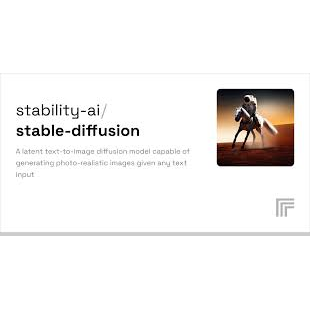 stability-ai/
stable-diffusion
A latent text-to-image diffusion model capable of
generating photo-realistic images given any text
input